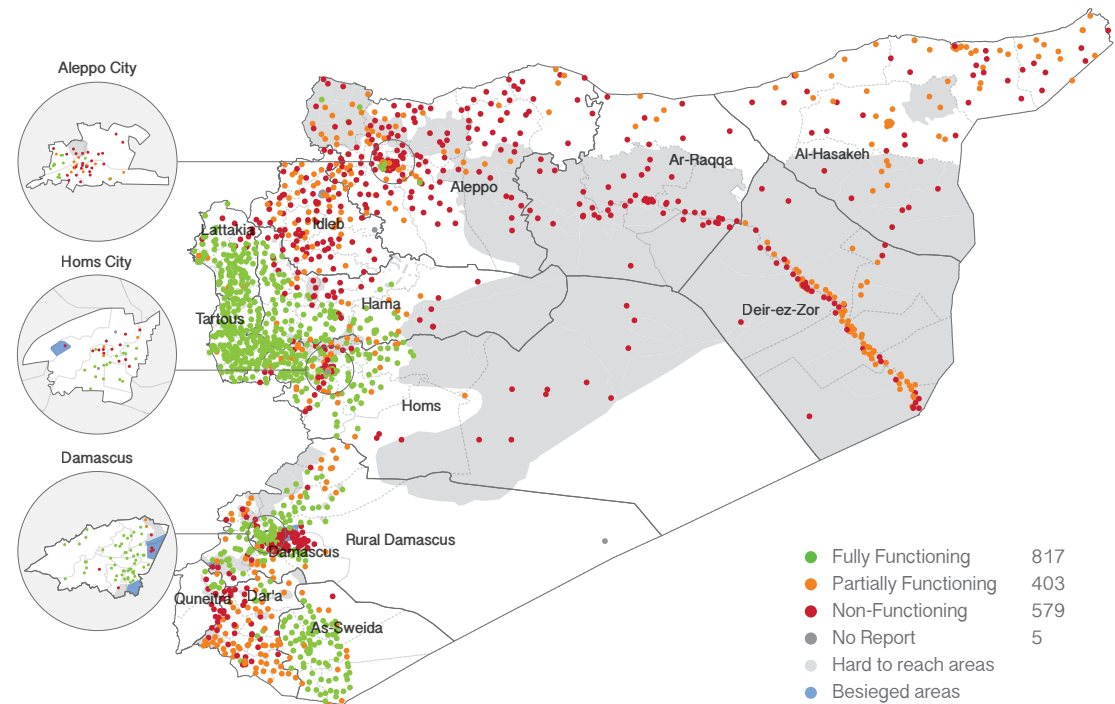 Aleppo City
Homs City
Damascus
Aleppo
Ar-Raqqa
Al-Hasakeh
Lattakia
Idleb
Tartous
Hama
Deir-ez-Zor
Homs
Damascus
Rural Damascus
Quneitra
Dar'a
As-Sweida
Fully Functioning 817
Partially Functioning 403
Non-Functioning 579
No Report 5
Hard to reach areas
Besieged areas